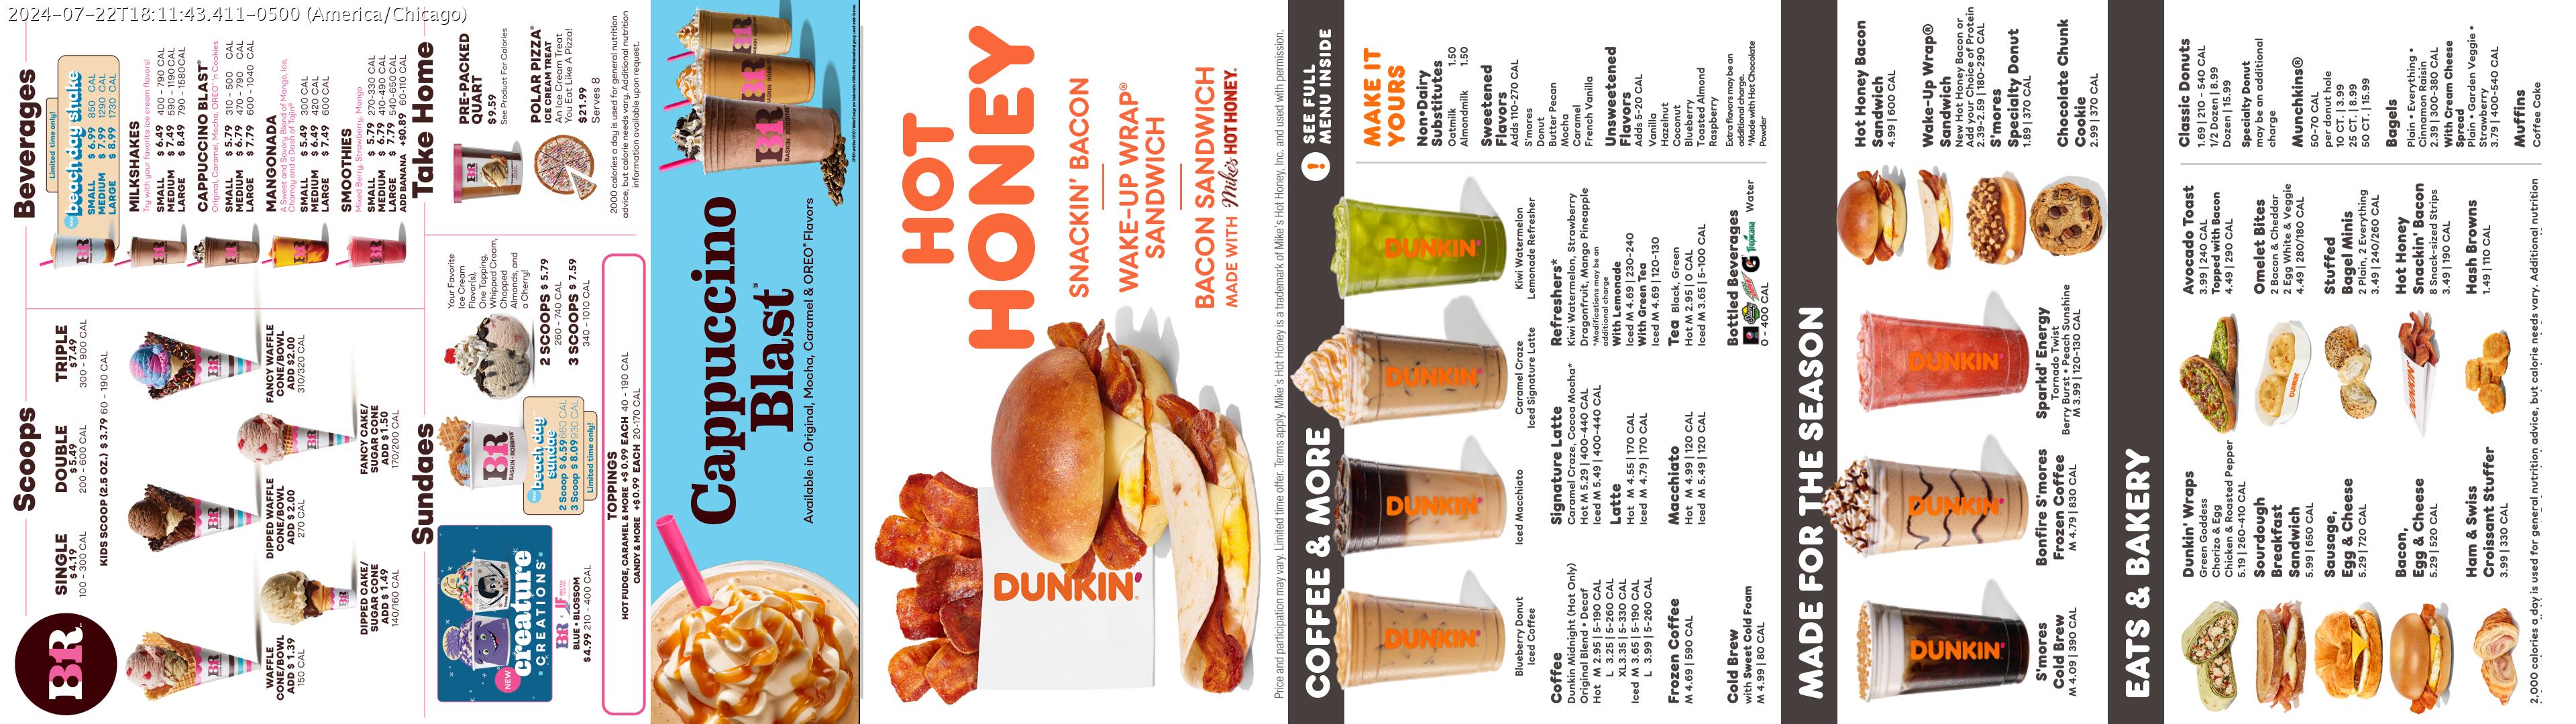 2024-07-22T18:11:43.411-0500 (America/Chicago)
BR
Scoops
SINGLE
$ 4.19
100 - 300 CAL
DOUBLE
$ 5.49
200 - 600 CAL
TRIPLE
$ 7.49
300 - 900 CAL
KIDS SCOOP (2.5 OZ.) $ 3.79 60 - 190 CAL
WAFFLE
CONE/BOWL
ADD $ 1.39
150 CAL
DIPPED CAKE/
SUGAR CONE
ADD $ 1.49
140/160 CAL
DIPPED WAFFLE
CONE/BOWL
ADD $ 2.00
270 CAL
FANCY CAKE/
SUGAR CONE
ADD $ 1.50
170/200 CAL
FANCY WAFFLE
CONE/BOWL
ADD $2.00
310/320 CAL
Sundaes
NEW
creature
CREATIONS®
BLUE • BLOSSOM
$4.99 210 - 400 CAL
BR
BASKIN-ROBBINS
beach day
sundae
2 Scoop $ 6.59 660 CAL
3 Scoop $ 8.09 930 CAL
Limited time only!
Your Favorite
Ice Cream
Flavor(s),
One Topping,
Whipped Cream,
Chopped
Almonds, and
a Cherry!
2 SCOOPS $ 5.79
260 - 740 CAL
3 SCOOPS $ 7.59
340 - 1010 CAL
TOPPINGS
HOT FUDGE, CARAMEL & MORE +$ 0.99 EACH 40 - 190 CAL
CANDY & MORE +$ 0.99 EACH 20-170 CAL
Beverages
Limited time only!
beach day shake
SMALL $ 6.99 850 CAL
MEDIUM $ 7.99 1290 CAL
LARGE $ 8.99 1730 CAL
MILKSHAKES
Try with your favorite ice cream flavors!
SMALL $ 6.49 400 - 790 CAL
MEDIUM $ 7.49 590 - 1190 CAL
LARGE $ 8.49 790 - 1580 CAL
CAPPUCCINO BLAST®
Original, Caramel, Mocha, OREO® 'n Cookies
SMALL $ 5.79 310 - 500 CAL
MEDIUM $ 6.79 470 - 790 CAL
LARGE $ 7.79 600 - 1040 CAL
MANGONADA
A Sweet and Savory Blend of Mango, Ice,
Chamoy and a Dash of Tajín®
SMALL $ 5.49 300 CAL
MEDIUM $ 6.49 420 CAL
LARGE $ 7.49 600 CAL
SMOOTHIES
Mixed Berry, Strawberry, Mango
SMALL $ 5.79 270-330 CAL
MEDIUM $ 6.79 410-490 CAL
LARGE $ 7.79 540-650 CAL
ADD BANANA +$0.89 60-110 CAL
Take Home
PRE-PACKED
QUART
$9.59
See Product For Calories
POLAR PIZZA®
ICE CREAM TREAT
An Ice Cream Treat
You Eat Like A Pizza!
$21.99
Serves 8
2000 calories a day is used for general nutrition
advice, but calorie needs vary. Additional nutrition
information available upon request.
Cappuccino
Blast®
Available in Original, Mocha, Caramel & OREO® Flavors
BR
BASKIN ROBBINS
HOT
HONEY
SNACKIN' BACON
WAKE-UP WRAP®
SANDWICH
BACON SANDWICH
MADE WITH Mike's HOT HONEY.
DUNKIN'
Price and participation may vary. Limited time offer. Terms apply. Mike's Hot Honey is a trademark of Mike's Hot Honey, Inc. and used with permission.
COFFEE & MORE
! SEE FULL
MENU INSIDE
DUNKIN'
DUNKIN'
DUNKIN'
DUNKIN'
Blueberry Donut
Iced Coffee
Iced Macchiato
Caramel Craze
Iced Signature Latte
Kiwi Watermelon
Lemonade Refresher
Coffee
Dunkin Midnight (Hot Only)
Original Blend • Decaf
Hot M 2.95 | 5-190 CAL
L 3.25 | 5-260 CAL
XL 3.35 | 5-330 CAL
Iced M 3.65 | 5-190 CAL
L 3.99 | 5-260 CAL
Frozen Coffee
M 4.69 | 590 CAL
Cold Brew
with Sweet Cold Foam
M 4.99 | 80 CAL
Signature Latte
Caramel Craze, Cocoa Mocha*
Hot M 5.29 | 400-440 CAL
Iced M 5.49 | 400-440 CAL
Latte
Hot M 4.55 | 170 CAL
Iced M 4.79 | 170 CAL
Macchiato
Hot M 4.99 | 120 CAL
Iced M 5.49 | 120 CAL
Refreshers*
Kiwi Watermelon, Strawberry
Dragonfruit, Mango Pineapple
*Modifications may be an
additional charge
With Lemonade
Iced M 4.69 | 230-240
With Green Tea
Iced M 4.69 | 120-130
Tea Black, Green
Hot M 2.95 | 0 CAL
Iced M 3.65 | 5-100 CAL
Bottled Beverages
G Tropicana Water
0 - 400 CAL
MAKE IT
YOURS
Non-Dairy
Substitutes
Oatmilk 1.50
Almondmilk 1.50
Sweetened
Flavors
Adds 110-270 CAL
S'mores
Donut
Butter Pecan
Mocha
Caramel
French Vanilla
Unsweetened
Flavors
Adds 5-20 CAL
Vanilla
Hazelnut
Coconut
Blueberry
Toasted Almond
Raspberry
Extra flavors may be an
additional charge.
*Made with Hot Chocolate
Powder
MADE FOR THE SEASON
DUNKIN'
DUNKIN'
DUNKIN'
S'mores
Cold Brew
M 4.09 | 390 CAL
Bonfire S'mores
Frozen Coffee
M 4.79 | 830 CAL
Sparkd' Energy
Tornado Twist
Berry Burst • Peach Sunshine
M 3.99 | 120-130 CAL
Hot Honey Bacon
Sandwich
4.99 | 600 CAL
Wake-Up Wrap®
Sandwich
New Hot Honey Bacon or
Add your Choice of Protein
2.39-2.59 | 180-290 CAL
S'mores
Specialty Donut
1.89 | 370 CAL
Chocolate Chunk
Cookie
2.99 | 370 CAL
EATS & BAKERY
Dunkin' Wraps
Green Goddess
Chorizo & Egg
Chicken & Roasted Pepper
5.19 | 260-410 CAL
Sourdough
Breakfast
Sandwich
5.99 | 650 CAL
Sausage,
Egg & Cheese
5.29 | 720 CAL
Bacon,
Egg & Cheese
5.29 | 520 CAL
Ham & Swiss
Croissant Stuffer
3.99 | 330 CAL
Avocado Toast
3.99 | 240 CAL
Topped with Bacon
4.49 | 290 CAL
Omelet Bites
2 Bacon & Cheddar
2 Egg White & Veggie
4.49 | 280/180 CAL
Stuffed
Bagel Minis
2 Plain, 2 Everything
3.49 | 240/260 CAL
Hot Honey
Snackin' Bacon
8 Snack-sized Strips
3.49 | 190 CAL
Hash Browns
1.49 | 110 CAL
Classic Donuts
1.69 | 210 - 540 CAL
1/2 Dozen | 8.99
Dozen | 15.99
Specialty Donut
may be an additional
charge
Munchkins®
50-70 CAL
per donut hole
10 CT. | 3.99
25 CT. | 8.99
50 CT. | 15.99
Bagels
Plain • Everything •
Cinnamon Raisin
2.39 | 300-380 CAL
With Cream Cheese
Spread
Plain • Garden Veggie •
Strawberry
3.79 | 400-540 CAL
Muffins
Coffee Cake
2,000 calories a day is used for general nutrition advice, but calorie needs vary. Additional nutrition